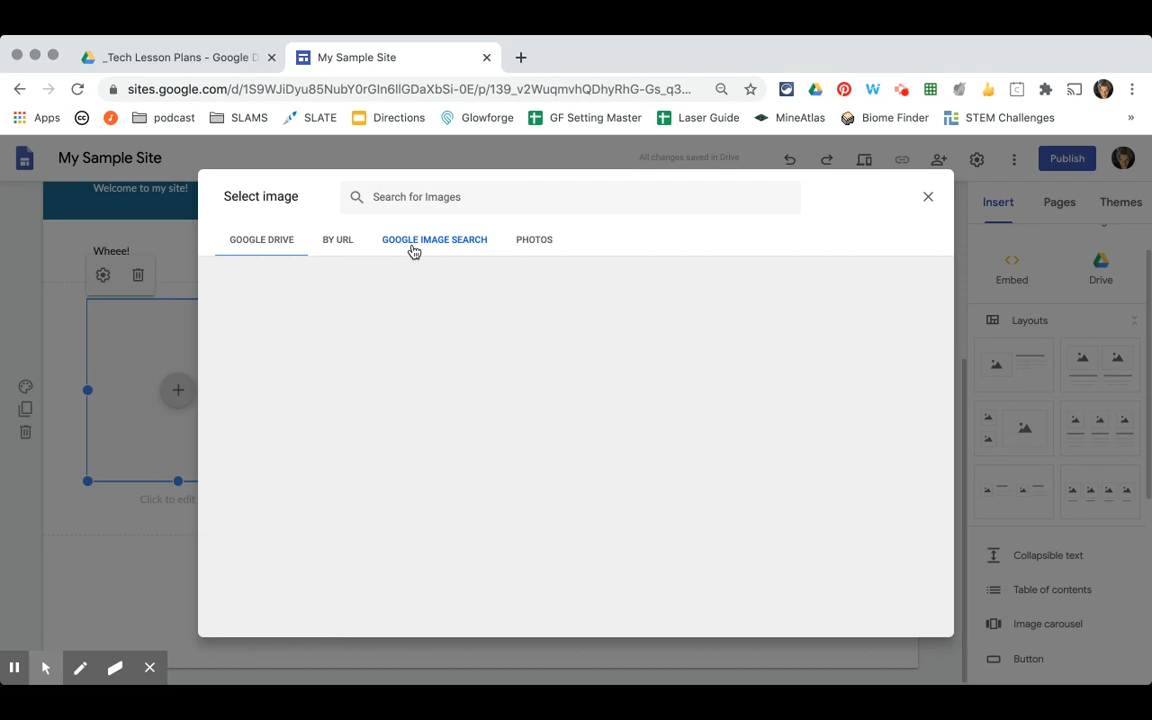 _Tech Lesson Plans - Google D
My Sample Site
sites.google.com/d/1S9WJiDyu85NubY0rGIn6IlGDaXbSi-0E/p/139_v2WuqmvhQDhyRhG-Gs_q3...
Apps
podcast
SLAMS
SLATE
Directions
Glowforge
GF Setting Master
Laser Guide
MineAtlas
Biome Finder
STEM Challenges
»
My Sample Site
All changes saved in Drive
Publish
Welcome to my site!
Select image
Search for Images
Insert
Pages
Themes
GOOGLE DRIVE
BY URL
GOOGLE IMAGE SEARCH
PHOTOS
Wheee!
Embed
Drive
Layouts
Click to edit
Collapsible text
Table of contents
Image carousel
Button